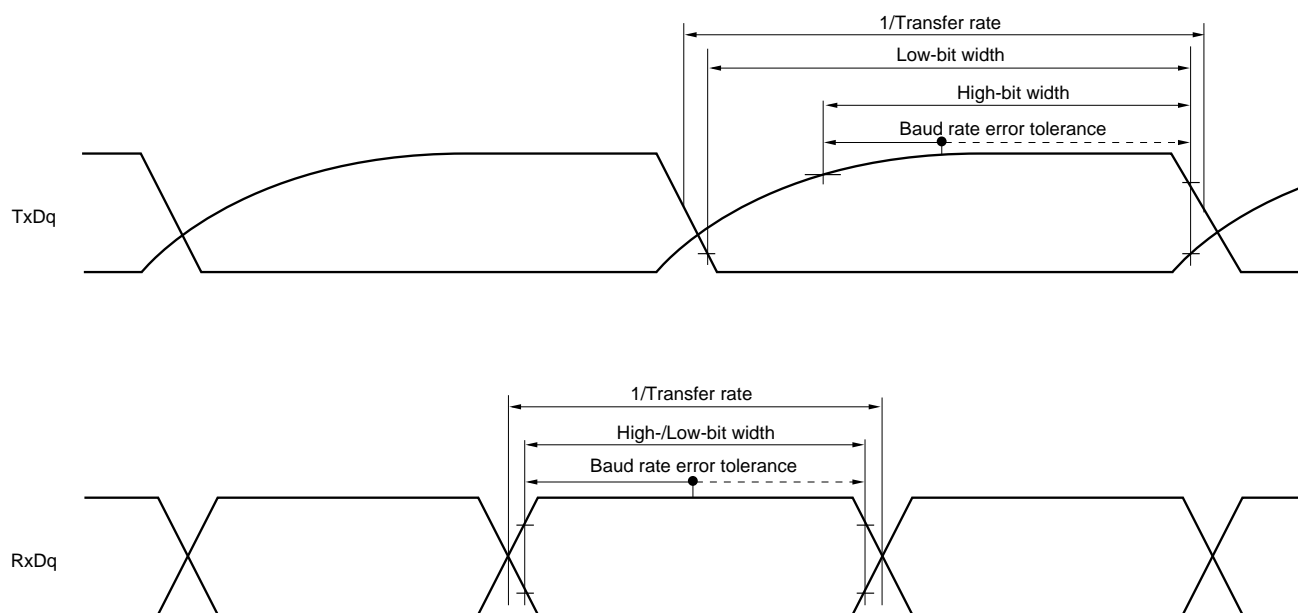 1/Transfer rate
Low-bit width
High-bit width
Baud rate error tolerance
TxDq
1/Transfer rate
High-/Low-bit width
Baud rate error tolerance
RxDq